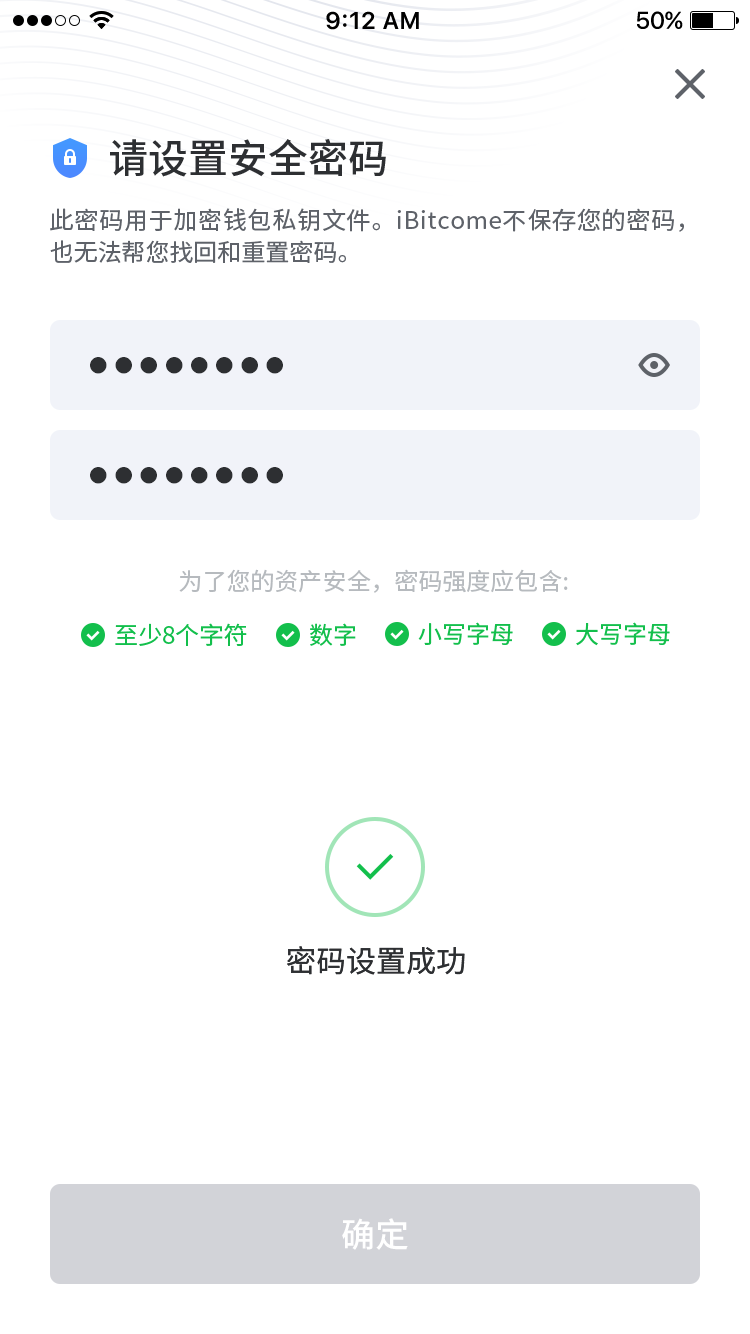 9:12 AM
50%
请设置安全密码
此密码用于加密钱包私钥文件。iBitcome不保存您的密码，
也无法帮您找回和重置密码。
为了您的资产安全，密码强度应包含:
至少8个字符 数字 小写字母 大写字母
密码设置成功
确定